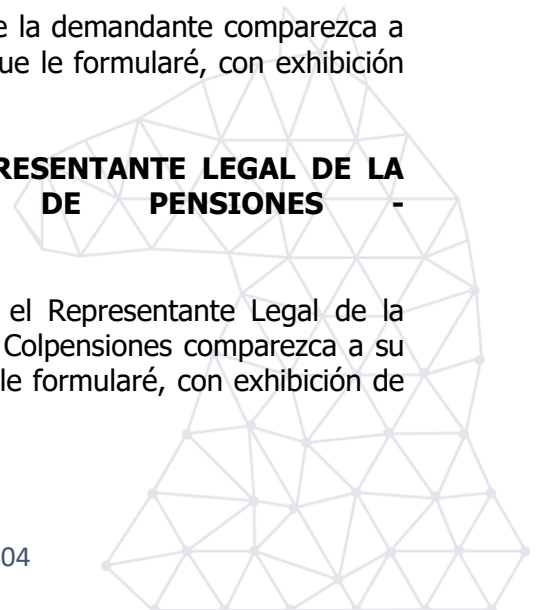 e la demandante comparezca a
ue le formularé, con exhibición
RESENTANTE LEGAL DE LA
DE PENSIONES -
el Representante Legal de la
Colpensiones comparezca a su
le formularé, con exhibición de
04